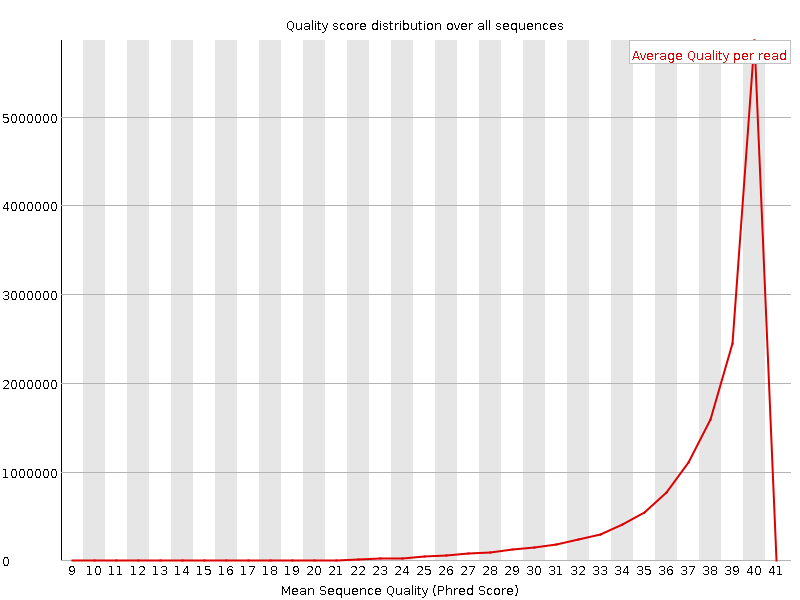 Quality score distribution over all sequences
Average Quality per read
5000000
4000000
3000000
2000000
1000000
0
9 10 11 12 13 14 15 16 17 18 19 20 21 22 23 24 25 26 27 28 29 30 31 32 33 34 35 36 37 38 39 40 41
Mean Sequence Quality (Phred Score)